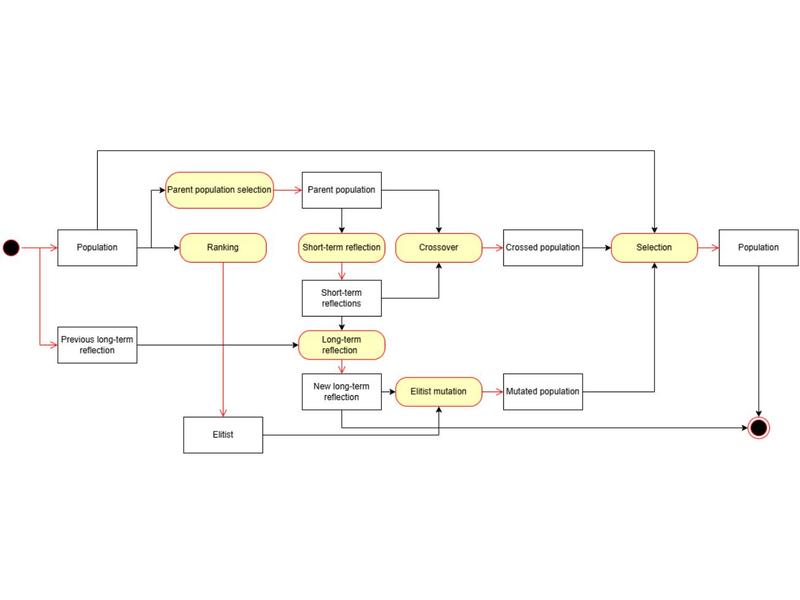 Parent population selection
Parent population
Population
Ranking
Short-term reflection
Crossover
Crossed population
Selection
Population
Short-term
reflections
Previous long-term
reflection
Long-term
reflection
New long-term
reflection
Elitist mutation
Mutated population
Elitist